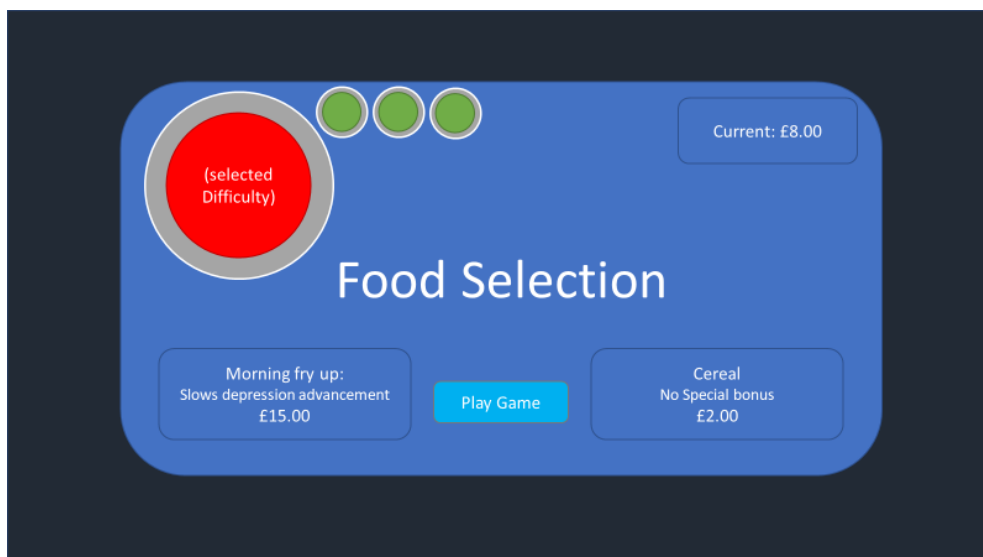 (selected
Difficulty)
Current: £8.00
Food Selection
Morning fry up:
Slows depression advancement
£15.00
Play Game
Cereal
No Special bonus
£2.00